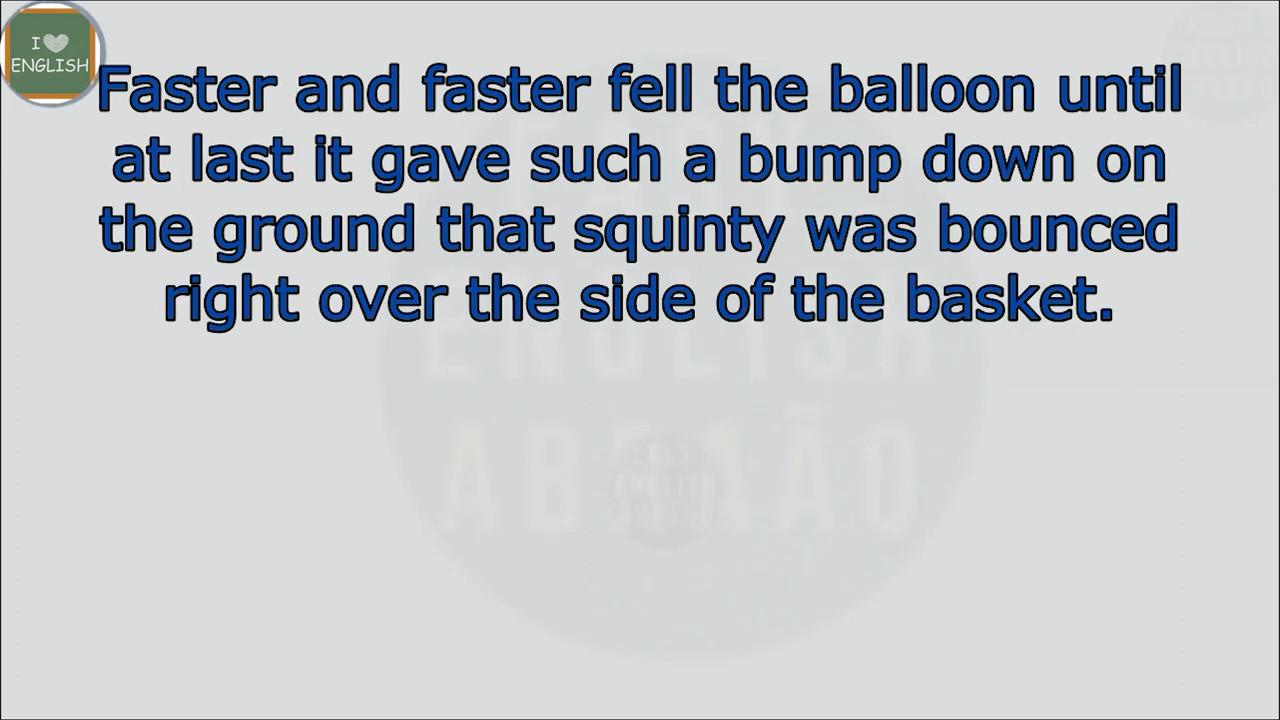 I
ENGLISH
Faster and faster fell the balloon until
at last it gave such a bump down on
the ground that squinty was bounced
right over the side of the basket.
ENGLISH